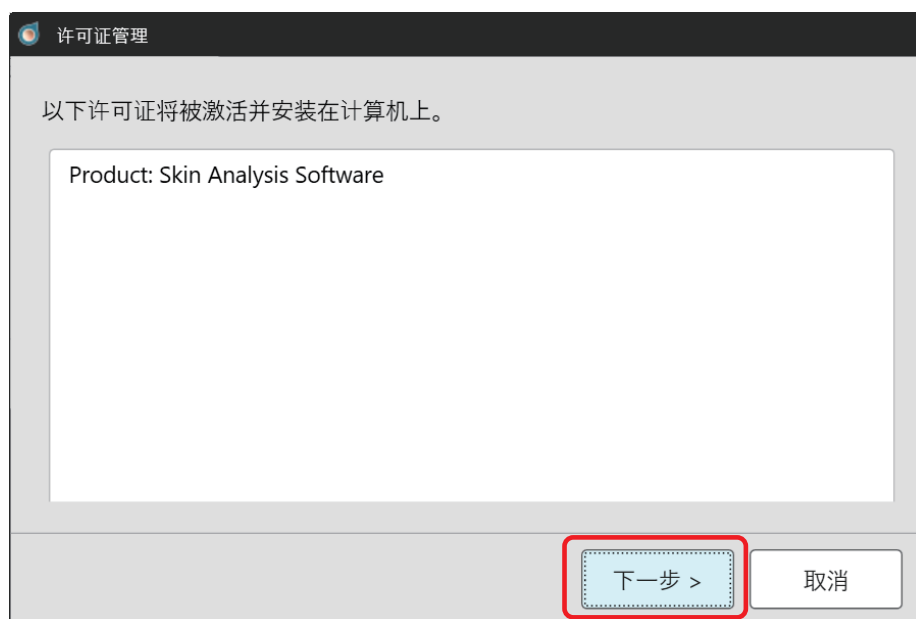 许可证管理
以下许可证将被激活并安装在计算机上。
Product: Skin Analysis Software
下一步 >
取消